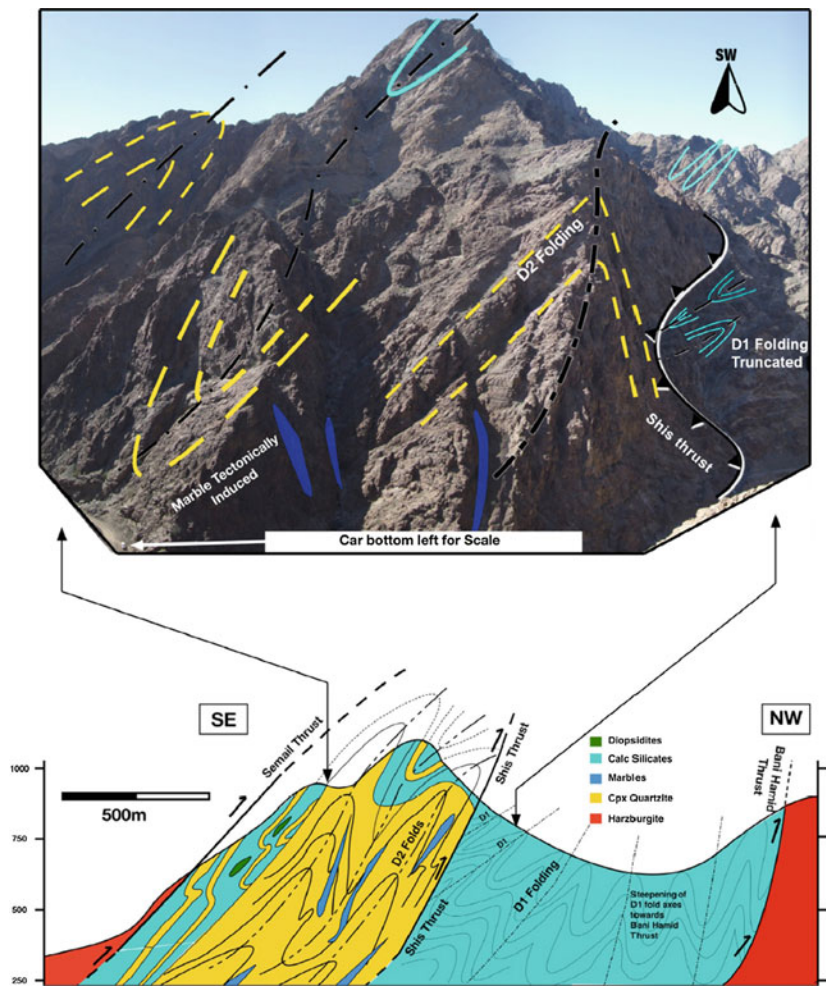 SW
D2 Folding
D1 Folding
Truncated
Shis thrust
Marble Tectonically
Induced
Car bottom left for Scale
SE
NW
Semail Thrust
Shis Thrust
Bani Hamid
Thrust
Diopsidites
Calc Silicates
Marbles
Cpx Quartzite
Harzburgite
1000
750
500
250
500m
D1
D1
D2 Folds
D1 Folding
Shis Thrust
Steepening of
D1 fold axes
towards
Bani Hamid
Thrust